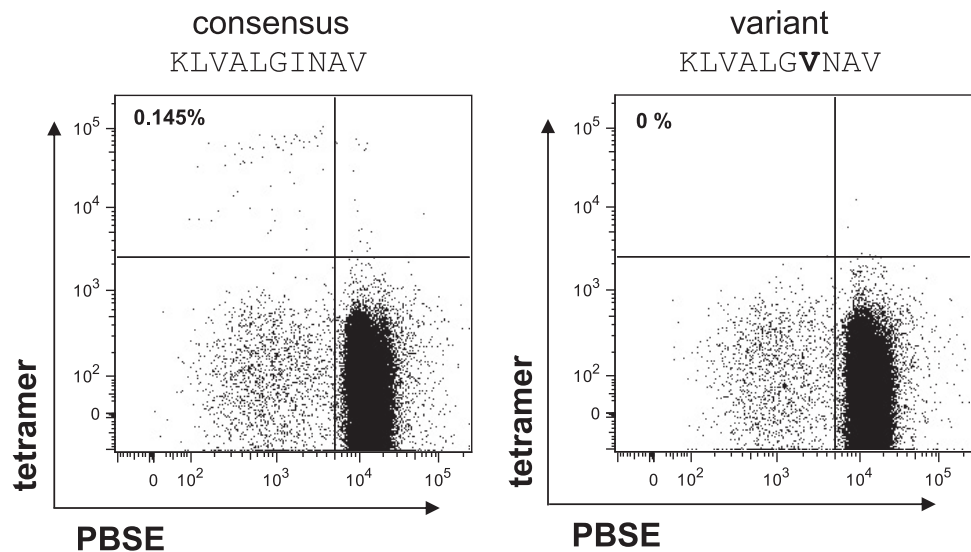 consensus
KLVALGINAV
0.145%
10^5
10^4
10^3
10^2
0
tetramer
0 10^2 10^3 10^4 10^5
PBSE
variant
KLVALGVNAV
0 %
10^5
10^4
10^3
10^2
0
tetramer
0 10^2 10^3 10^4 10^5
PBSE